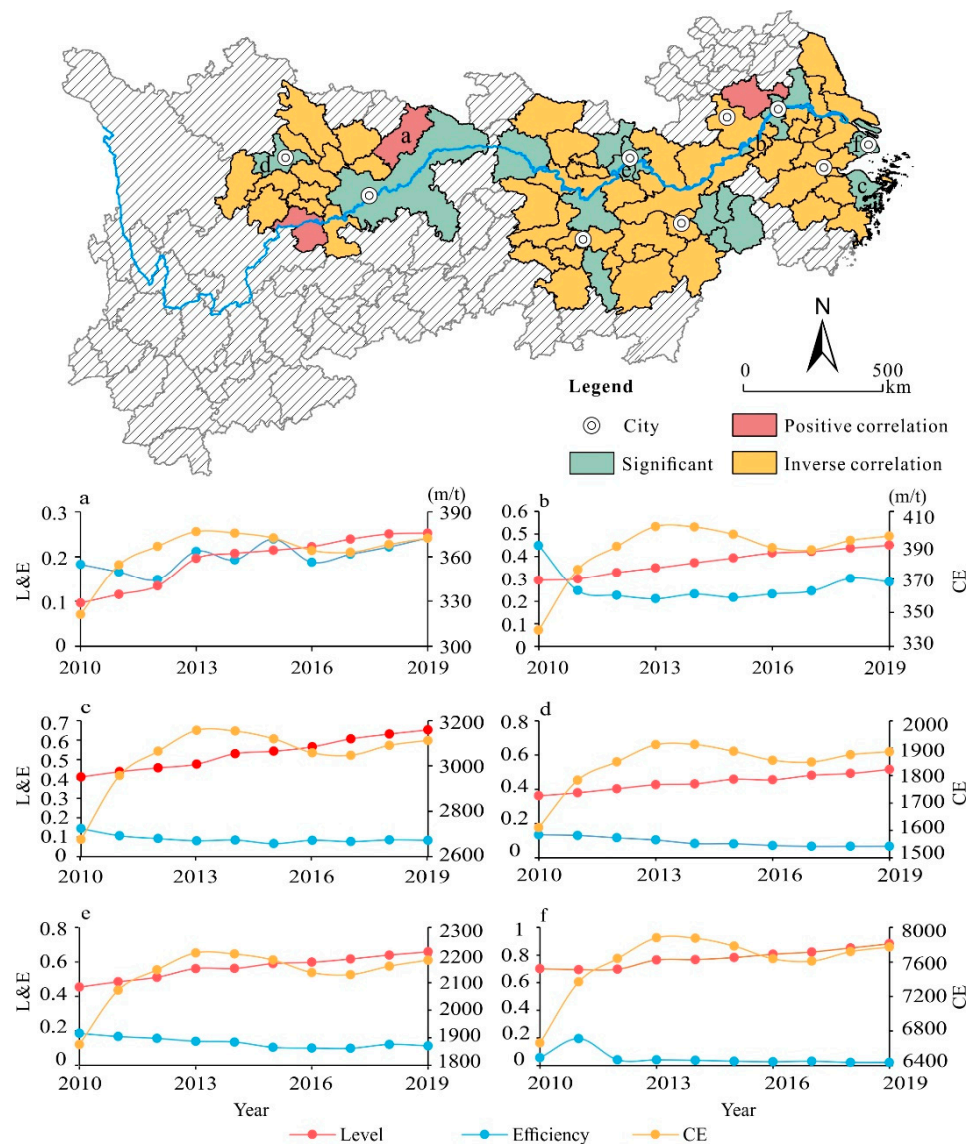 a
d
b
e
f
c
N
0 500
km
Legend
City
Positive correlation
Significant
Inverse correlation
a
(m/t)
L&E
0.3
0.2
0.1
0
390
360
329
300
2010 2013 2016 2019
b
(m/t)
0.6
0.5
0.4
0.3
0.2
0.1
0
410
390
370
350
330
CE
2010 2013 2016 2019
c
L&E
0.7
0.6
0.5
0.4
0.3
0.2
0.1
0
3200
3000
2800
2600
2010 2013 2016 2019
d
0.8
0.6
0.4
0.2
0
2000
1900
1800
1700
1600
1500
CE
2010 2013 2016 2019
e
L&E
0.8
0.6
0.4
0.2
0
2300
2200
2100
2000
1900
1800
2010 2013 2016 2019
Year
f
1
0.8
0.6
0.4
0.2
0
8000
7600
7200
6800
6400
CE
2010 2013 2016 2019
Year
Level Efficiency CE